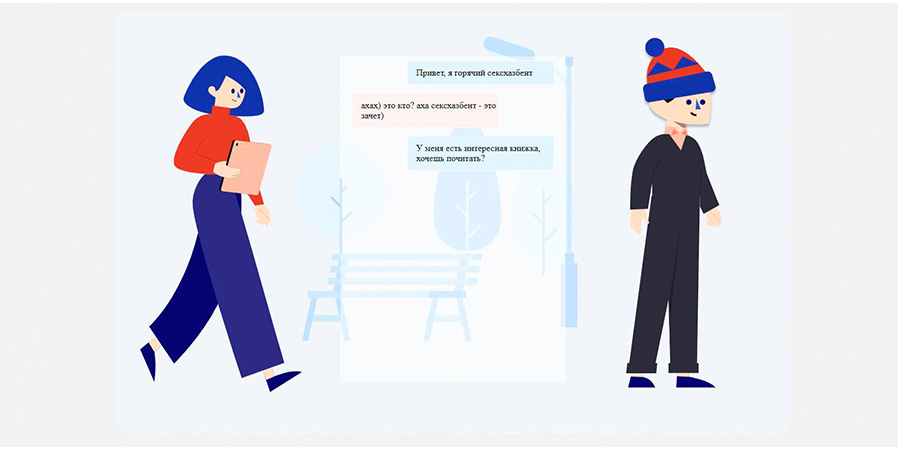 Привет, я горячий сексхазбент
ахах) это кто? аха сексхазбент - это
зачет)
У меня есть интересная книжка,
хочешь почитать?